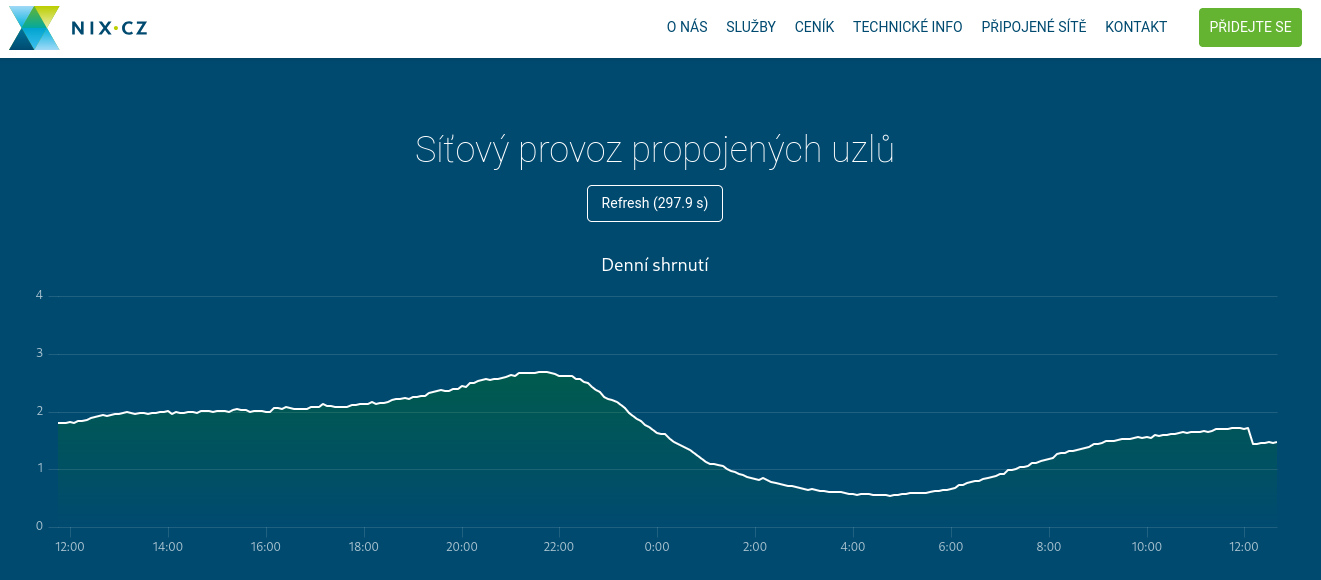 NIX·CZ
O NÁS SLUŽBY CENÍK TECHNICKÉ INFO PŘIPOJENÉ SÍTĚ KONTAKT PŘIDEJTE SE
Síťový provoz propojených uzlů
Refresh (297.9 s)
Denní shrnutí
4
3
2
1
0
12:00 14:00 16:00 18:00 20:00 22:00 0:00 2:00 4:00 6:00 8:00 10:00 12:00